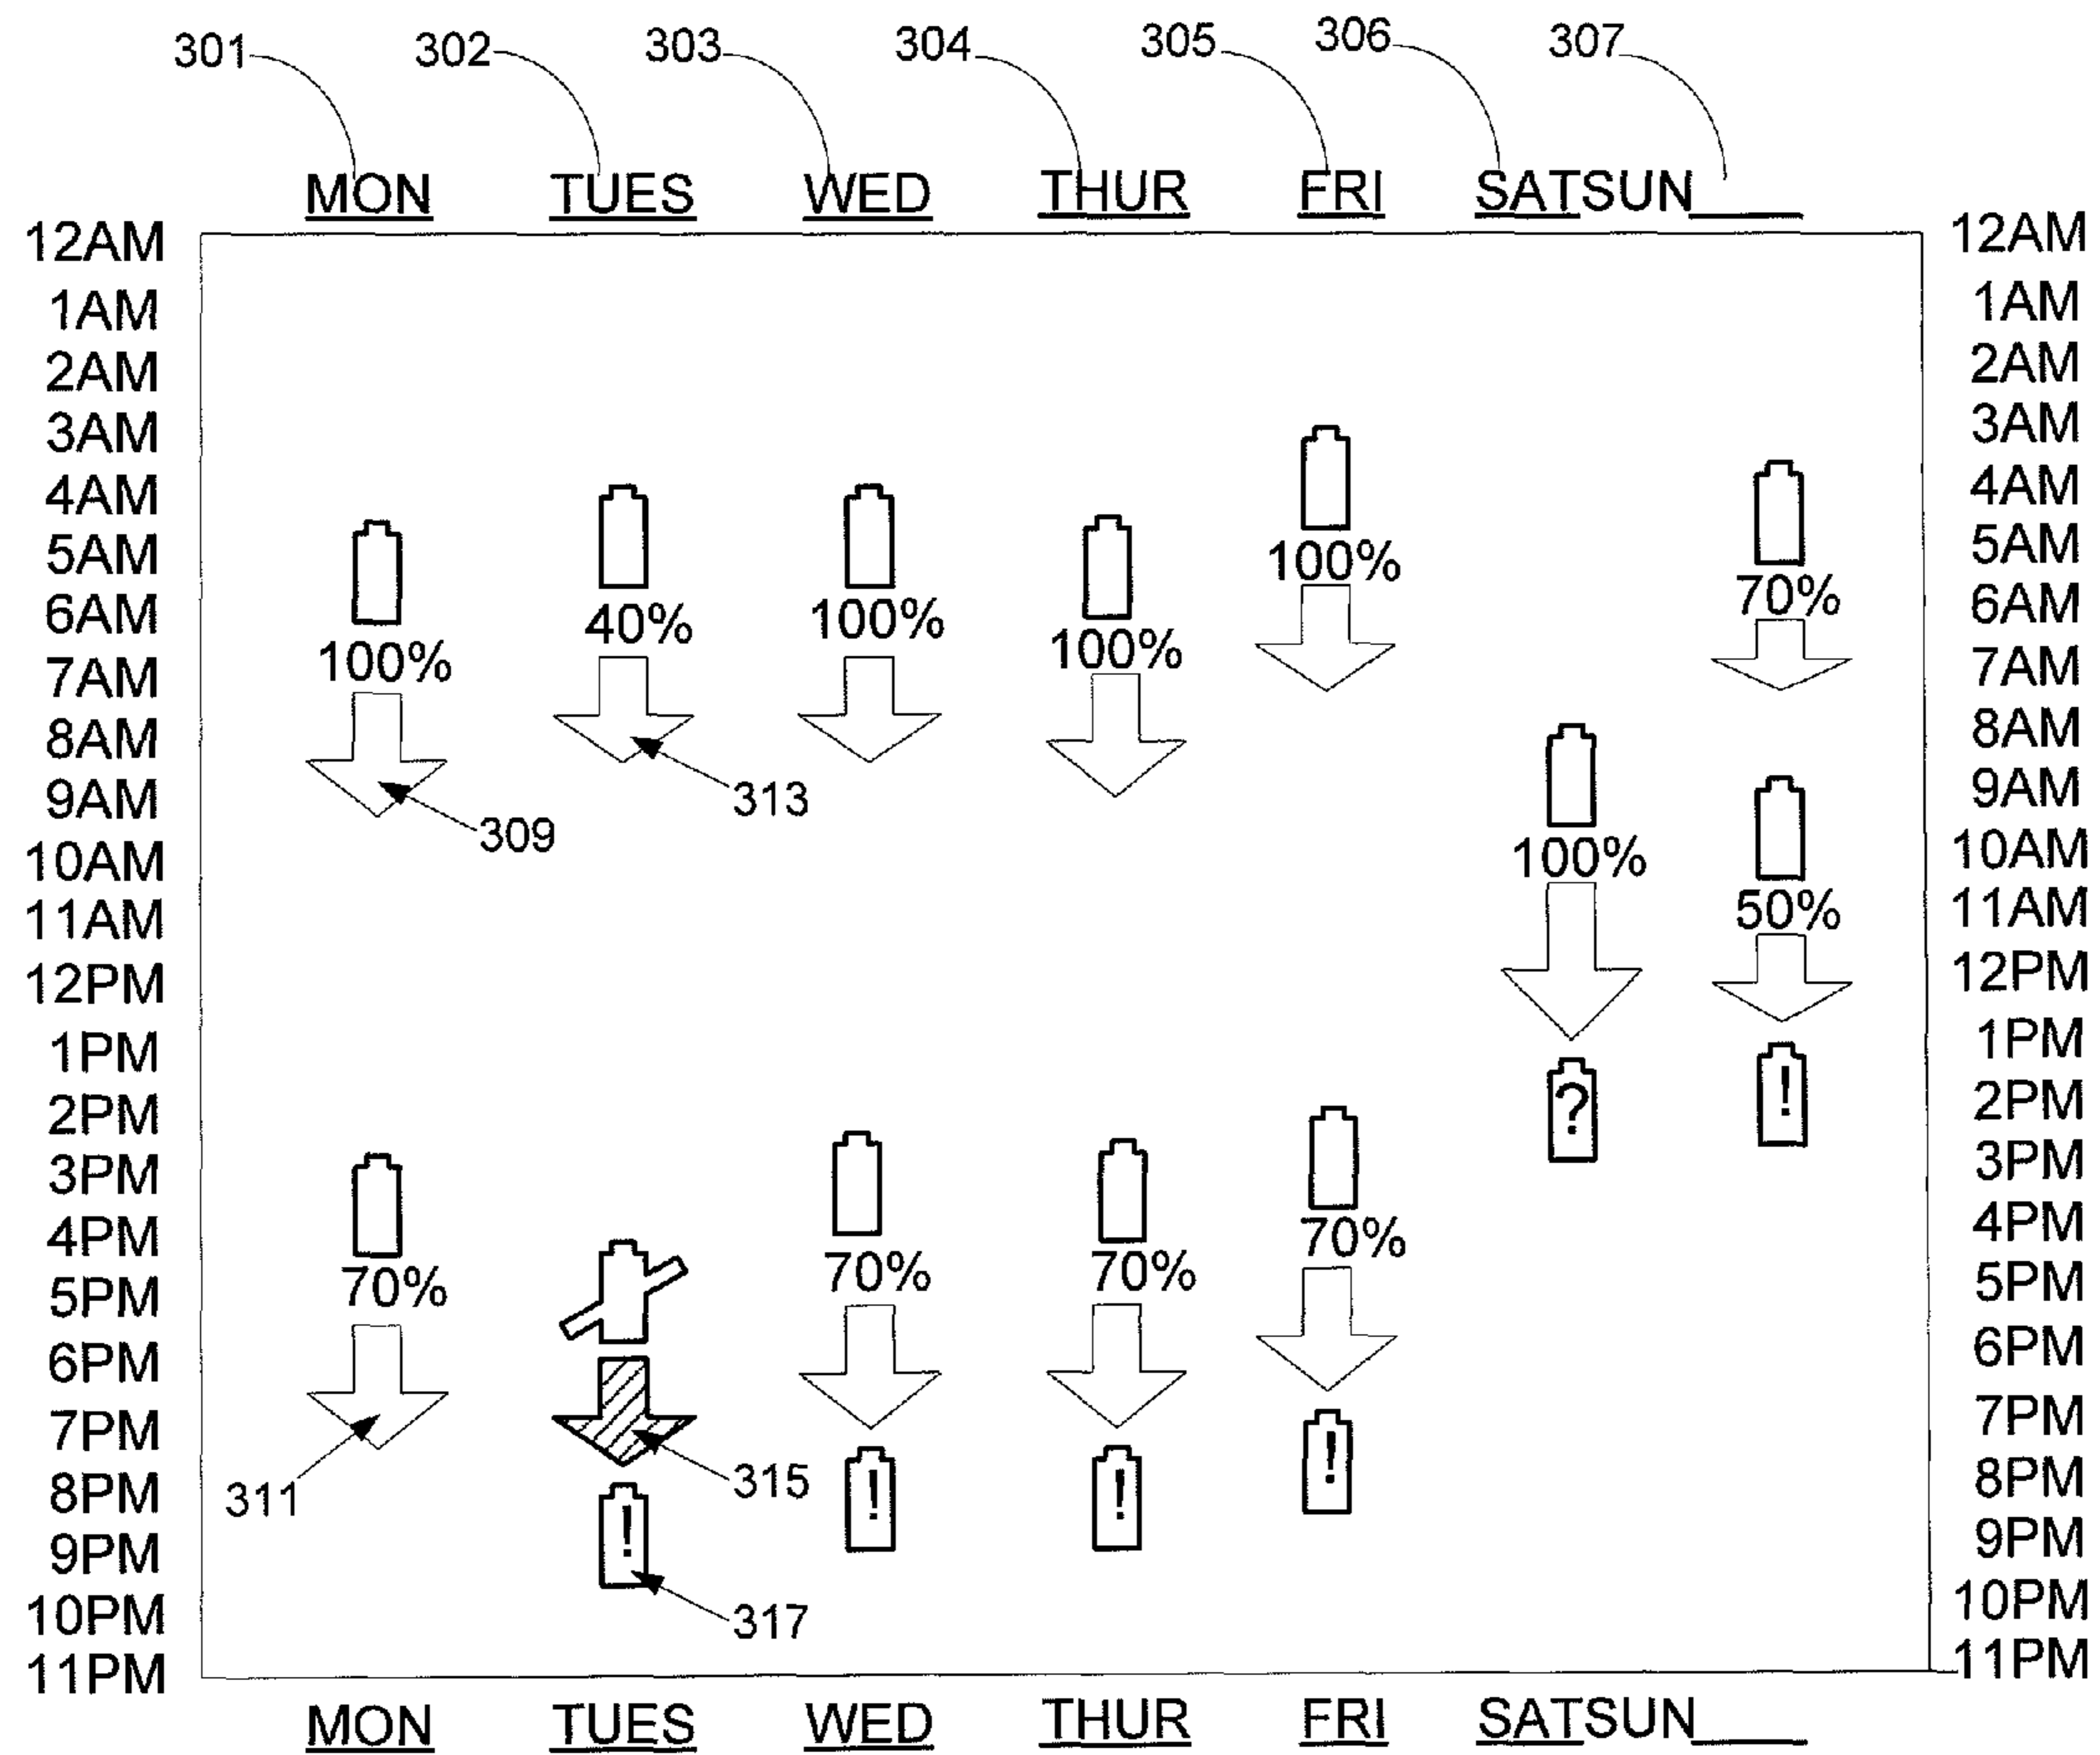 301 302 303 304 305 306 307
MON TUES WED THUR FRI SATSUN____
12AM 12AM
1AM 1AM
2AM 2AM
3AM 3AM
4AM 4AM
5AM 100% 5AM
6AM 40% 100% 70% 6AM
7AM 100% 100% 7AM
8AM 8AM
9AM 313 9AM
309
10AM 100% 10AM
11AM 50% 11AM
12PM 12PM
1PM ! 1PM
2PM ? 2PM
3PM 3PM
4PM 70% 4PM
5PM 70% 70% 70% 5PM
6PM 6PM
7PM ! 7PM
8PM 311 315 ! ! 8PM
9PM ! 9PM
10PM 317 10PM
11PM 11PM
MON TUES WED THUR FRI SATSUN____